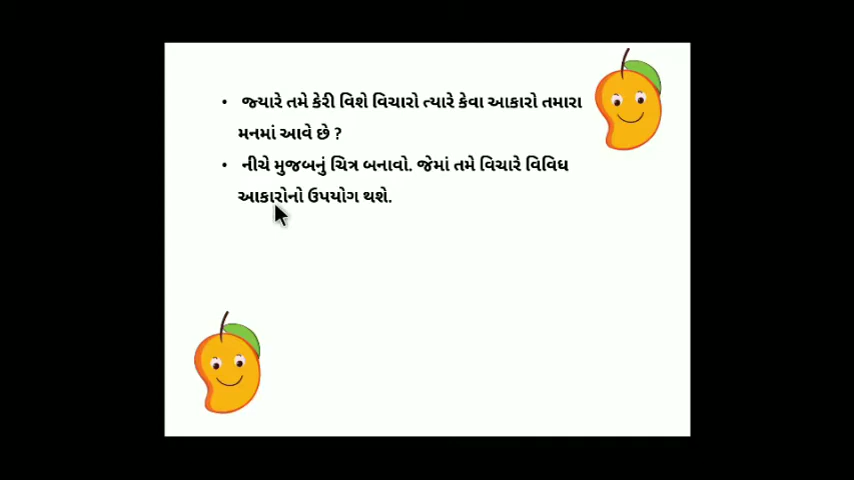 • જ્યારે તમે કેરી વિશે વિચારો ત્યારે કેવા આકારો તમારા
મનમાં આવે છે ?
• નીચે મુજબનું ચિત્ર બનાવો. જેમાં તમે વિચારે વિવિધ
આકારોનો ઉપયોગ થશે.